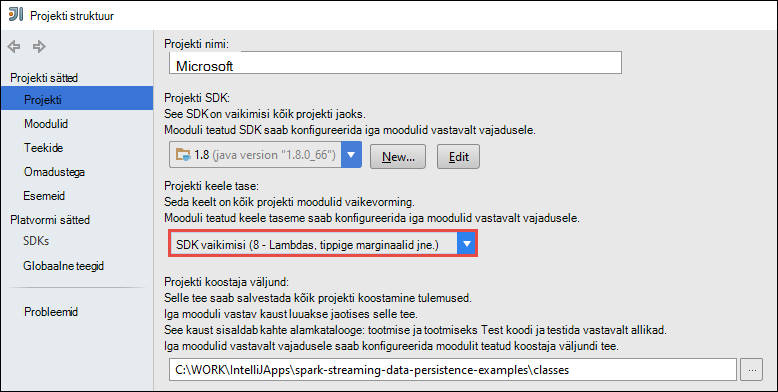 Projekti struktuur
Projekti sätted
Projekti
Moodulid
Teekide
Omadustega
Esemeid
Platvormi sätted
SDKs
Globaalne teegid
Probleemid
Projekti nimi:
Microsoft
Projekti SDK:
See SDK on vaikimisi kõik projekti jaoks.
Mooduli teatud SDK saab konfigureerida iga moodulid vastavalt vajadusele.
1.8 (java version "1.8.0_66")
New...
Edit
Projekti keele tase:
Seda keelt on kõik projekti moodulid vaikevorming.
Mooduli teatud keele taseme saab konfigureerida iga moodulid vastavalt vajadusele.
SDK vaikimisi (8 - Lambdas, tippige marginaalid jne.)
Projekti koostaja väljund:
Selle tee saab salvestada kõik projekti koostamine tulemused.
Iga mooduli vastav kaust luuakse jaotises selle tee.
See kaust sisaldab kahte alamkatalooge: tootmise ja tootmiseks Test koodi ja testida vastavalt allikad.
Iga moodulid vastavalt vajadusele saab konfigureerida moodulit teatud koostaja väljundi tee.
C:\WORK\IntelliJApps\spark-streaming-data-persistence-examples\classes
...